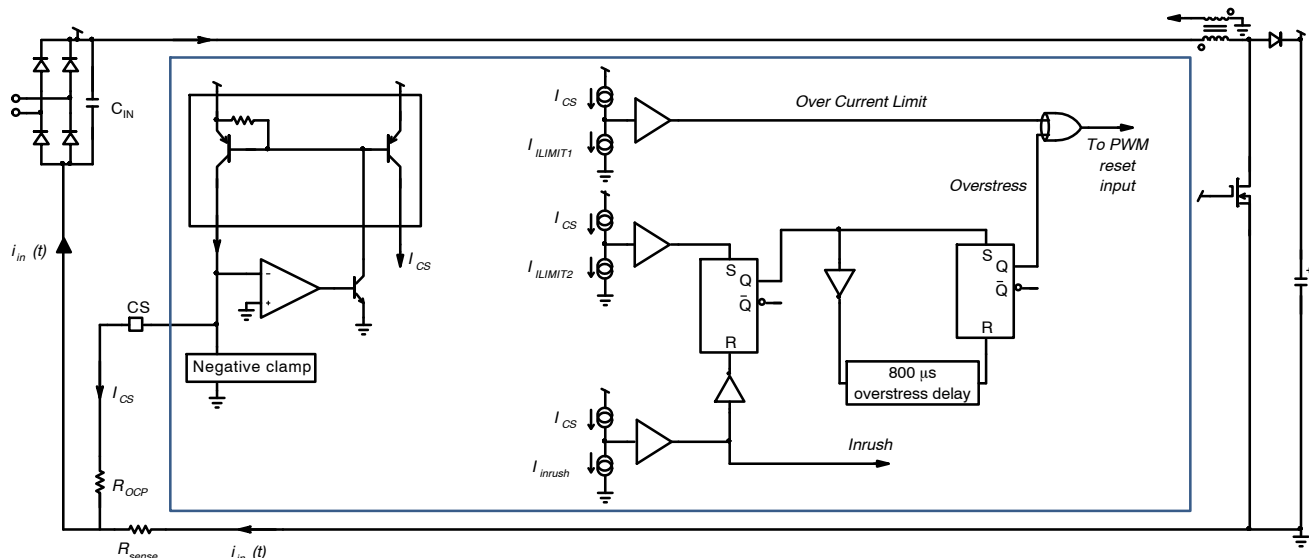 C_IN
i_in (t)
CS
I_CS
R_OCP
R_sense
i_in (t)
I_CS
-
+
Negative clamp
I_CS
I_ILIMIT1
Over Current Limit
To PWM
reset
input
Overstress
I_CS
I_ILIMIT2
S
Q
Q̄
R
S
Q
Q̄
R
800 μs
overstress delay
I_CS
I_inrush
Inrush
+